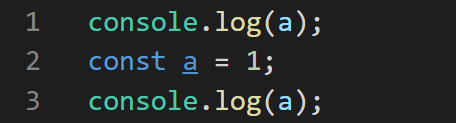 1 console.log(a);
2 const a = 1;
3 console.log(a);